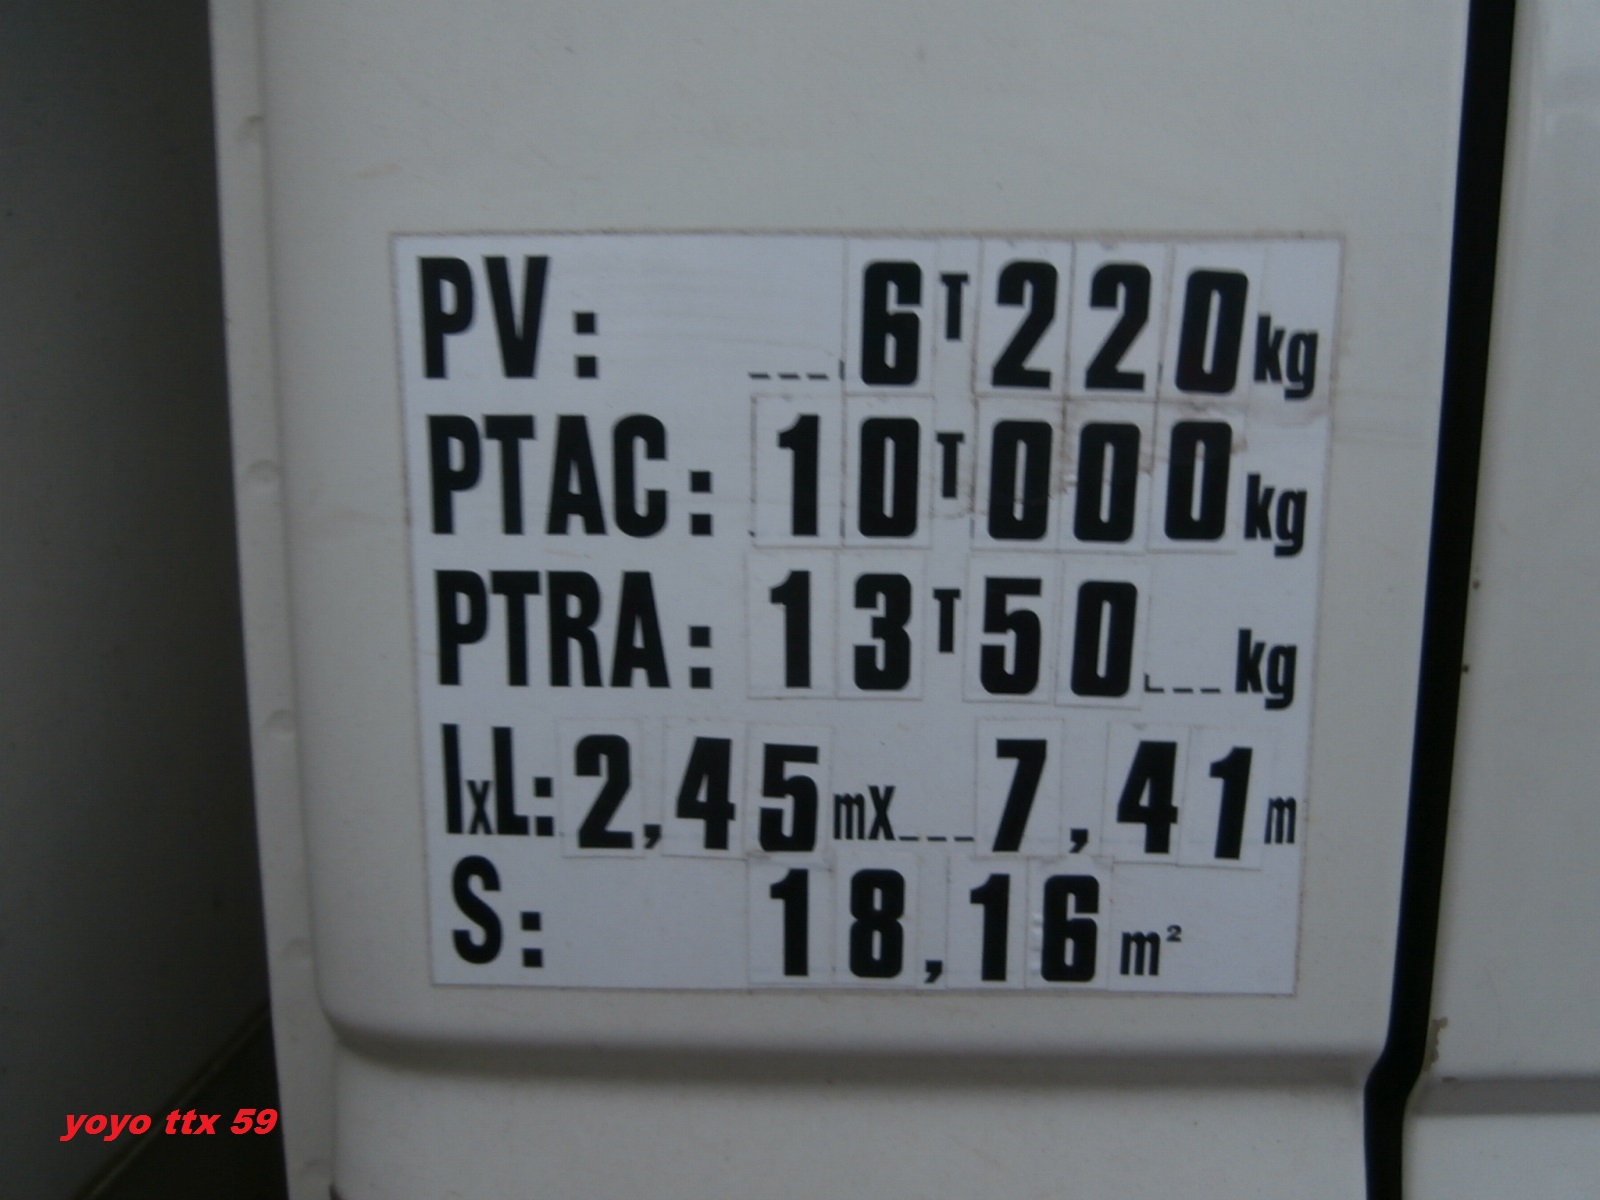 PV: 6T220kg
PTAC: 10T000kg
PTRA: 13T50 kg
lxL: 2,45mx 7,41m
S: 18,16m²
yoyo ttx 59